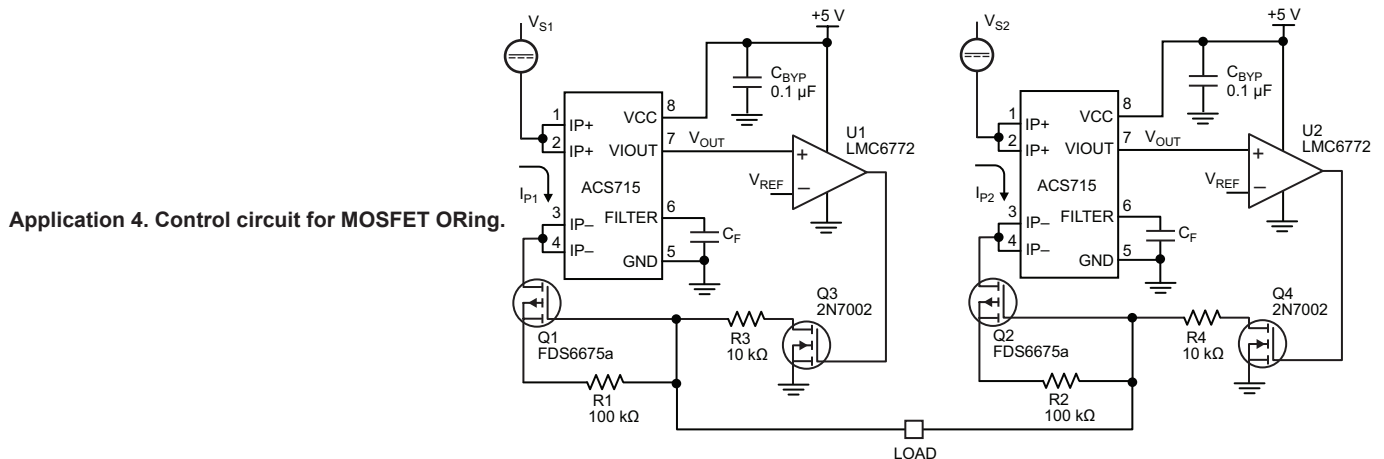 Application 4. Control circuit for MOSFET ORing.
VS1
+5 V
CBYP
0.1 µF
1
IP+
2
IP+
VCC
8
VIOUT
7
VOUT
ACS715
IP1
3
IP–
4
IP–
FILTER
6
GND
5
CF
VREF
+
–
U1
LMC6772
Q1
FDS6675a
R1
100 kΩ
R3
10 kΩ
Q3
2N7002
LOAD
VS2
+5 V
CBYP
0.1 µF
1
IP+
2
IP+
VCC
8
VIOUT
7
VOUT
ACS715
IP2
3
IP–
4
IP–
FILTER
6
GND
5
CF
VREF
+
–
U2
LMC6772
Q2
FDS6675a
R2
100 kΩ
R4
10 kΩ
Q4
2N7002